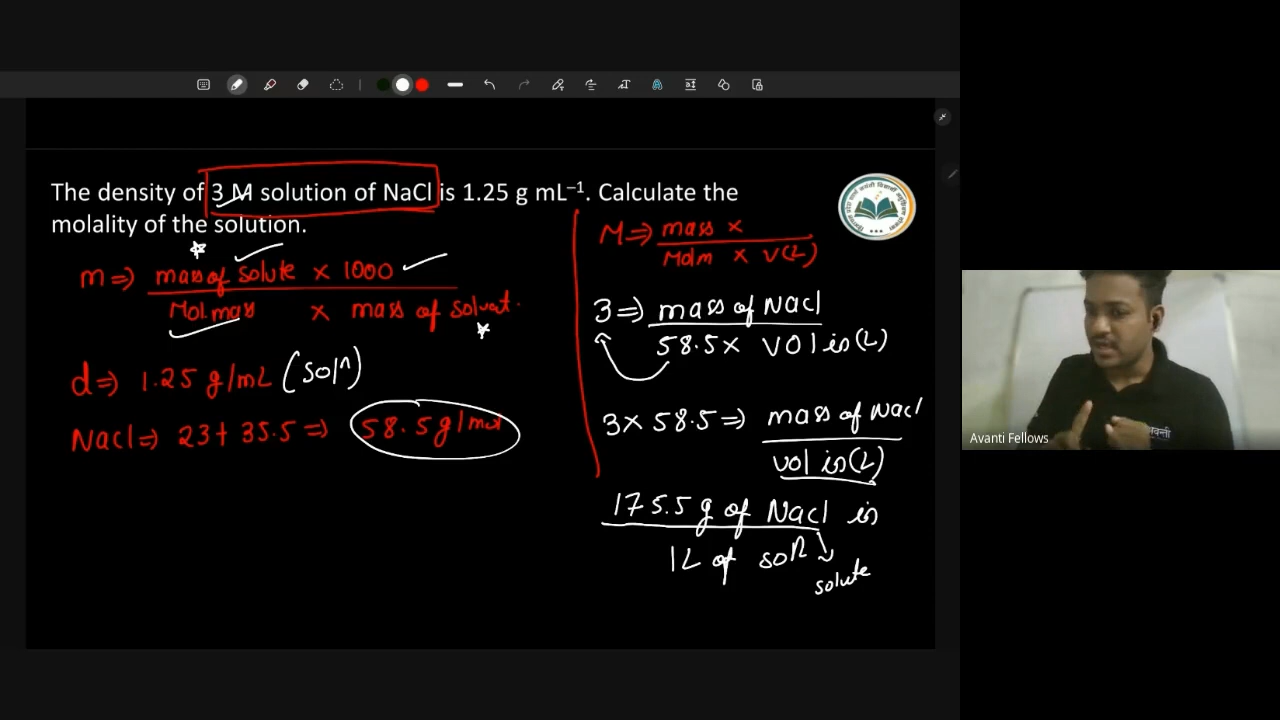 The density of 3 M solution of NaCl is 1.25 g mL⁻¹. Calculate the
molality of the solution.
m => mass of solute × 1000
Mol.mass × mass of solvent.
d => 1.25 g/mL (solⁿ)
Nacl => 23 + 35.5 => 58.5 g/mol
M => mass ×
Molm × V(L)
3 => mass of Nacl
58.5 × vol in (L)
3 × 58.5 => mass of Nacl
vol in (L)
175.5 g of Nacl in
1L of solⁿ
solute
Avanti Fellows